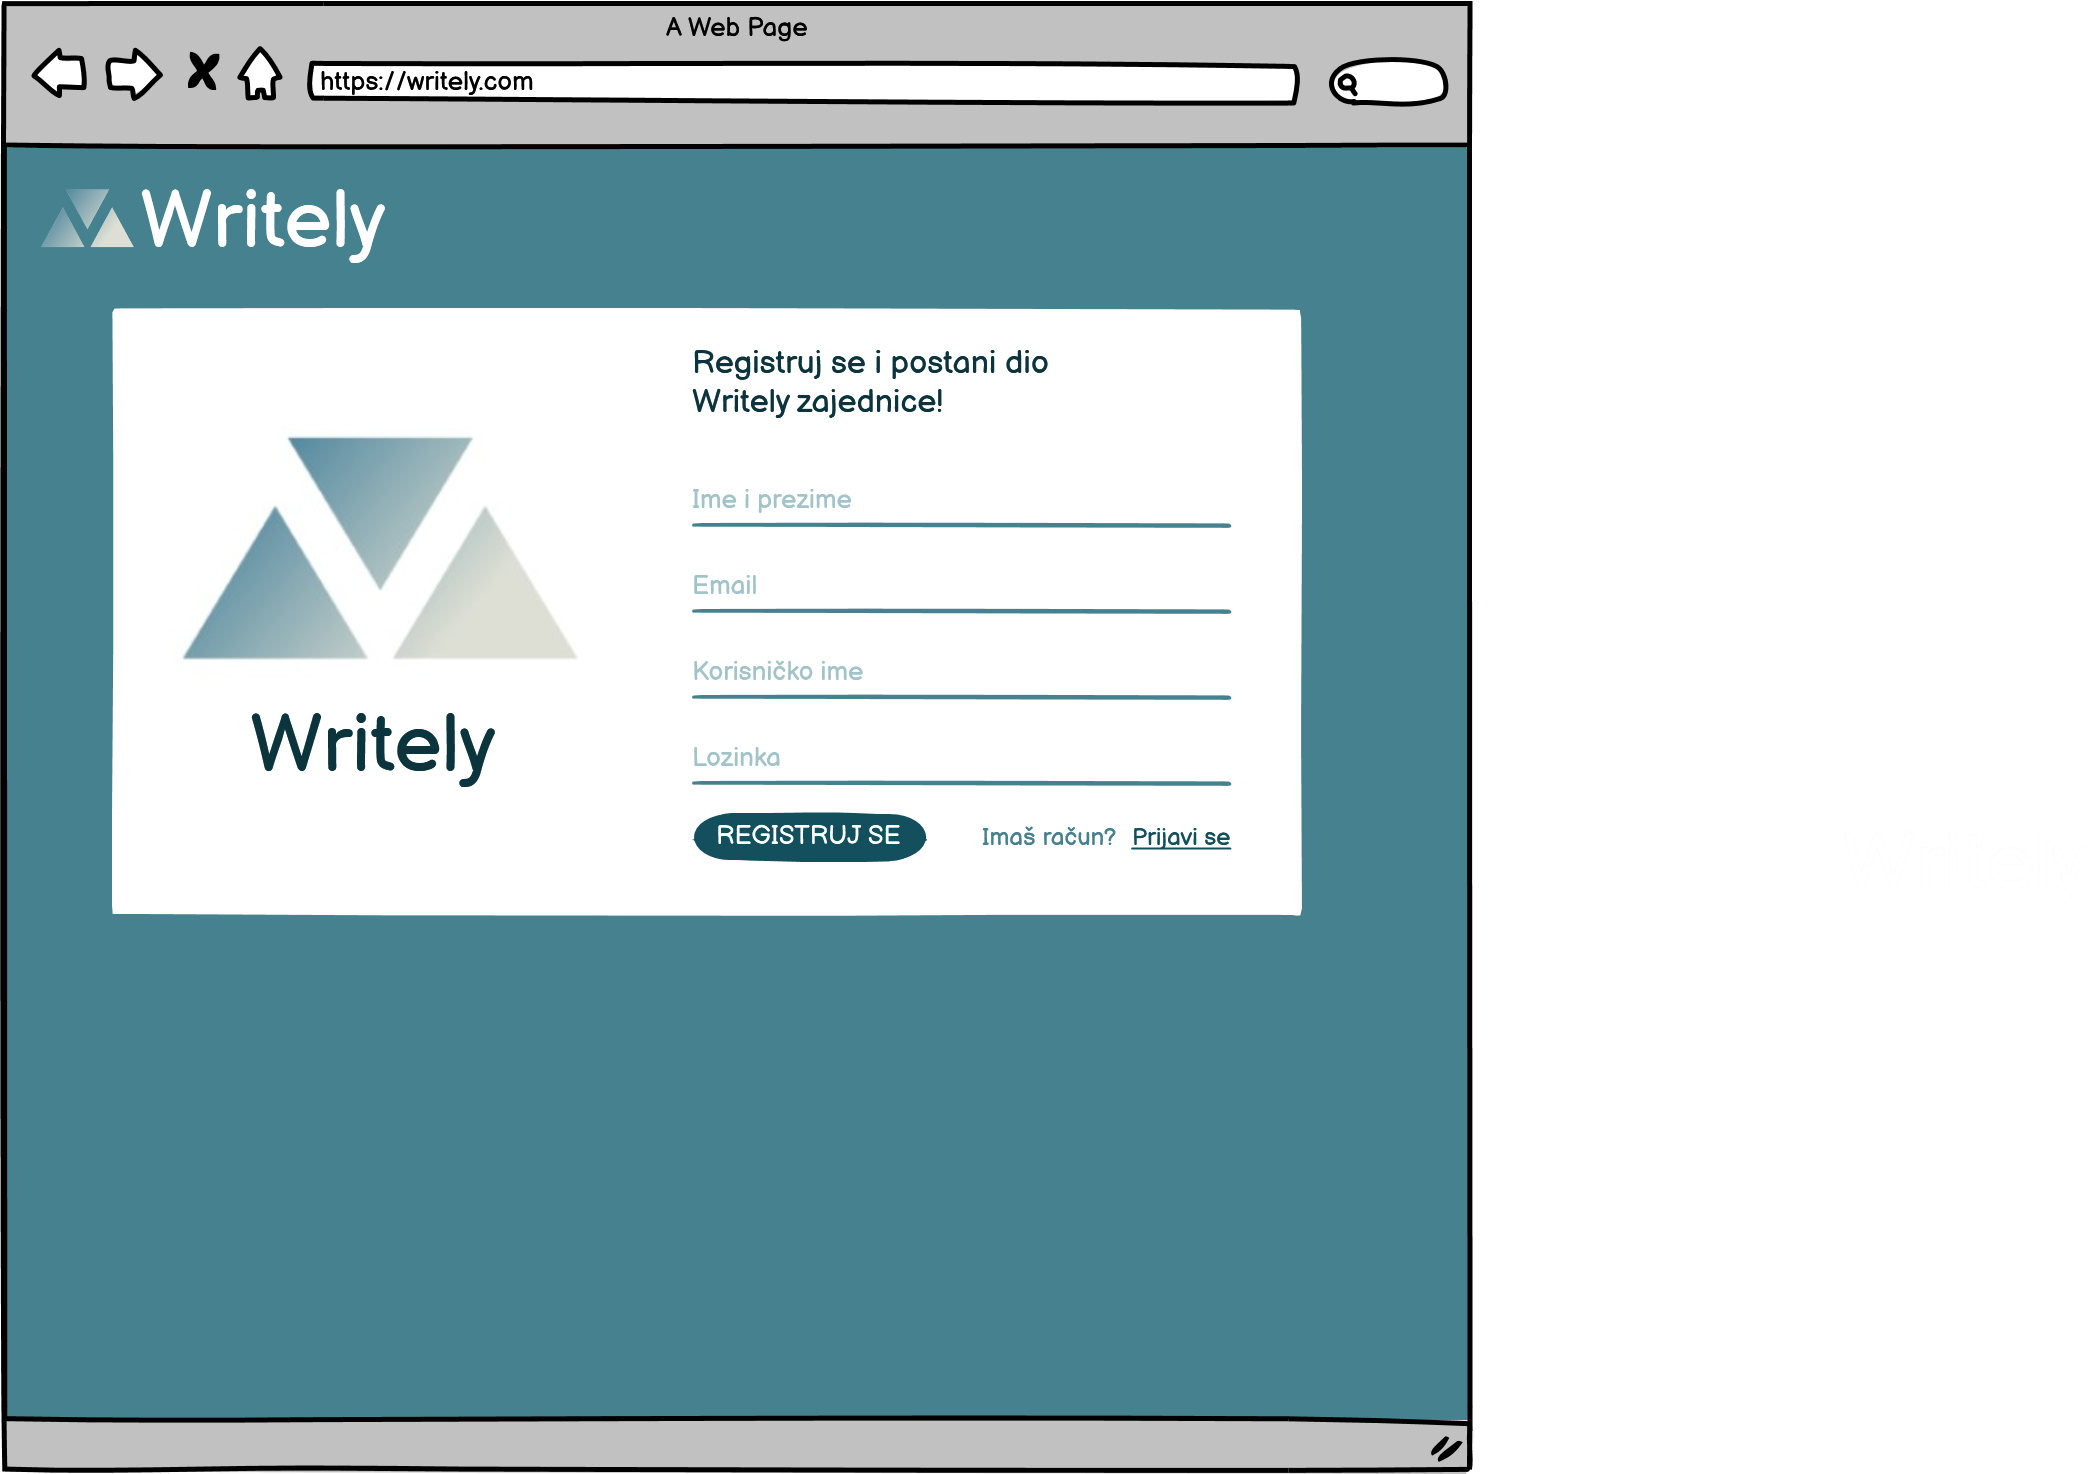 A Web Page
https://writely.com
Writely
Registruj se i postani dio
Writely zajednice!
Ime i prezime
Email
Korisničko ime
Lozinka
Writely
REGISTRUJ SE
Imaš račun? Prijavi se